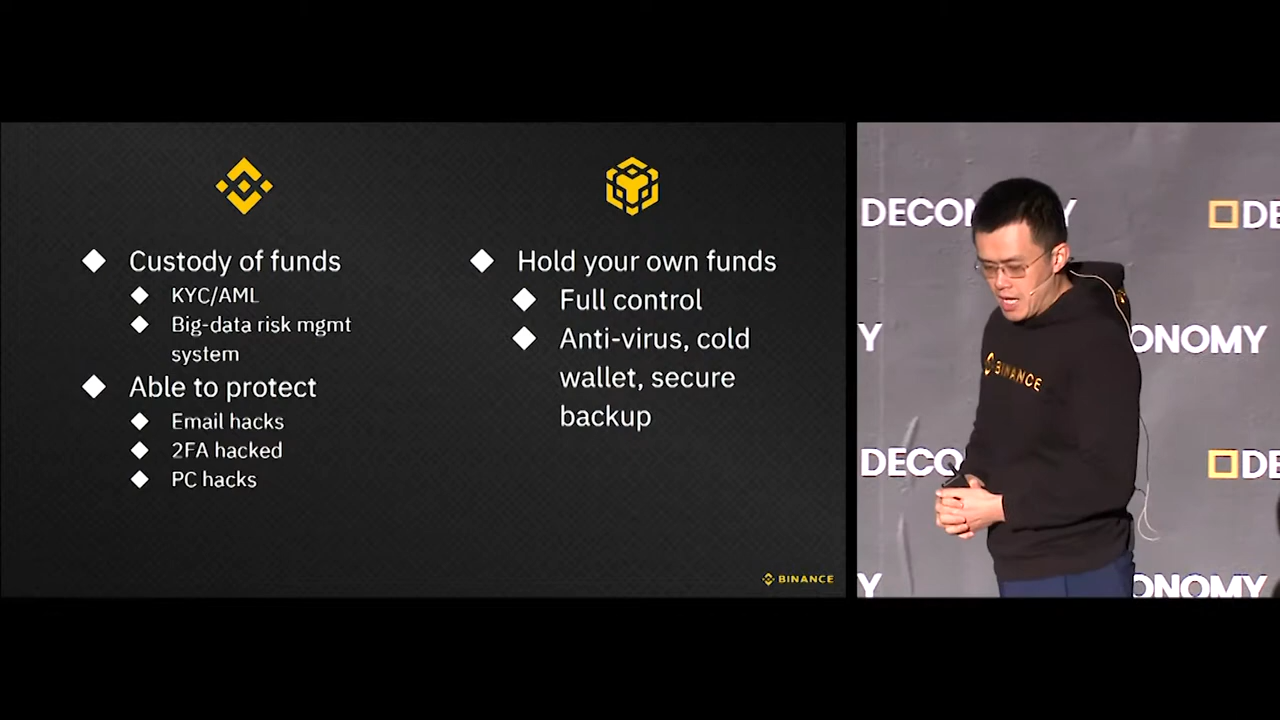 Custody of funds
KYC/AML
Big-data risk mgmt
system
Able to protect
Email hacks
2FA hacked
PC hacks
Hold your own funds
Full control
Anti-virus, cold
wallet, secure
backup
BINANCE
DECON
Y
DE
BINANCE
Y
ONOMY
DECO
DE
Y
ONOMY